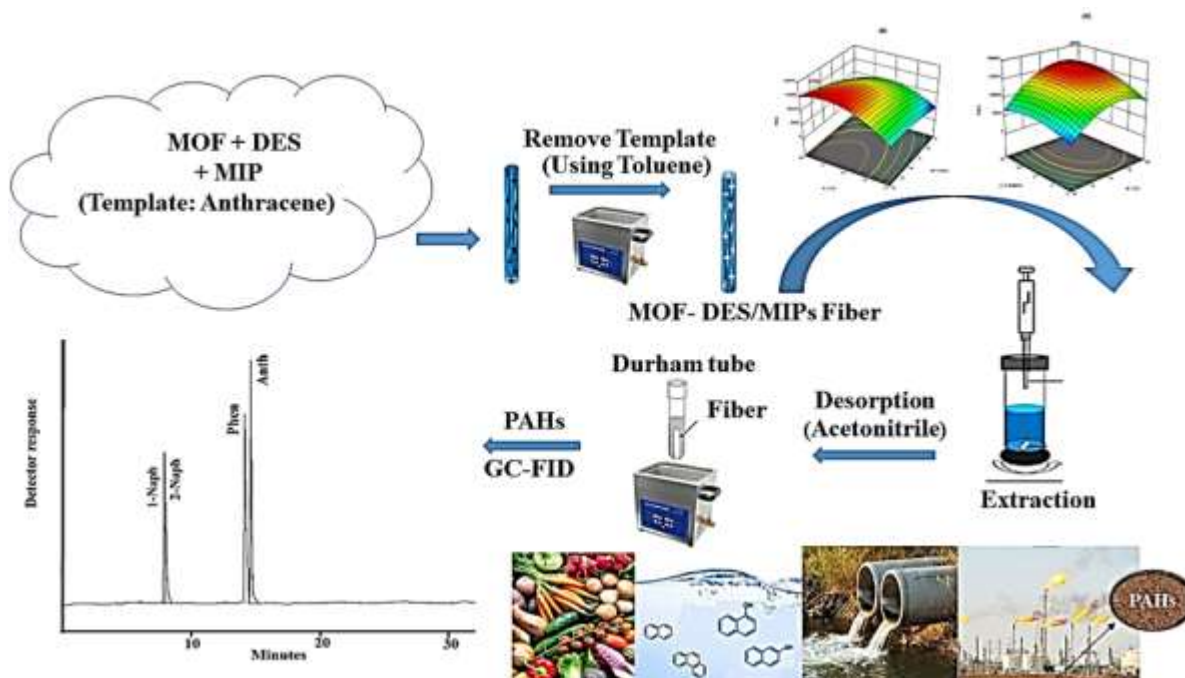 MOF + DES
+ MIP
(Template: Anthracene)
Remove Template
(Using Toluene)
MOF- DES/MIPs Fiber
Extraction
Desorption
(Acetonitrile)
Durham tube
Fiber
PAHs
GC-FID
Detector response
1-Naph
2-Naph
Phen
Anth
10
20
30
Minutes
PAHs